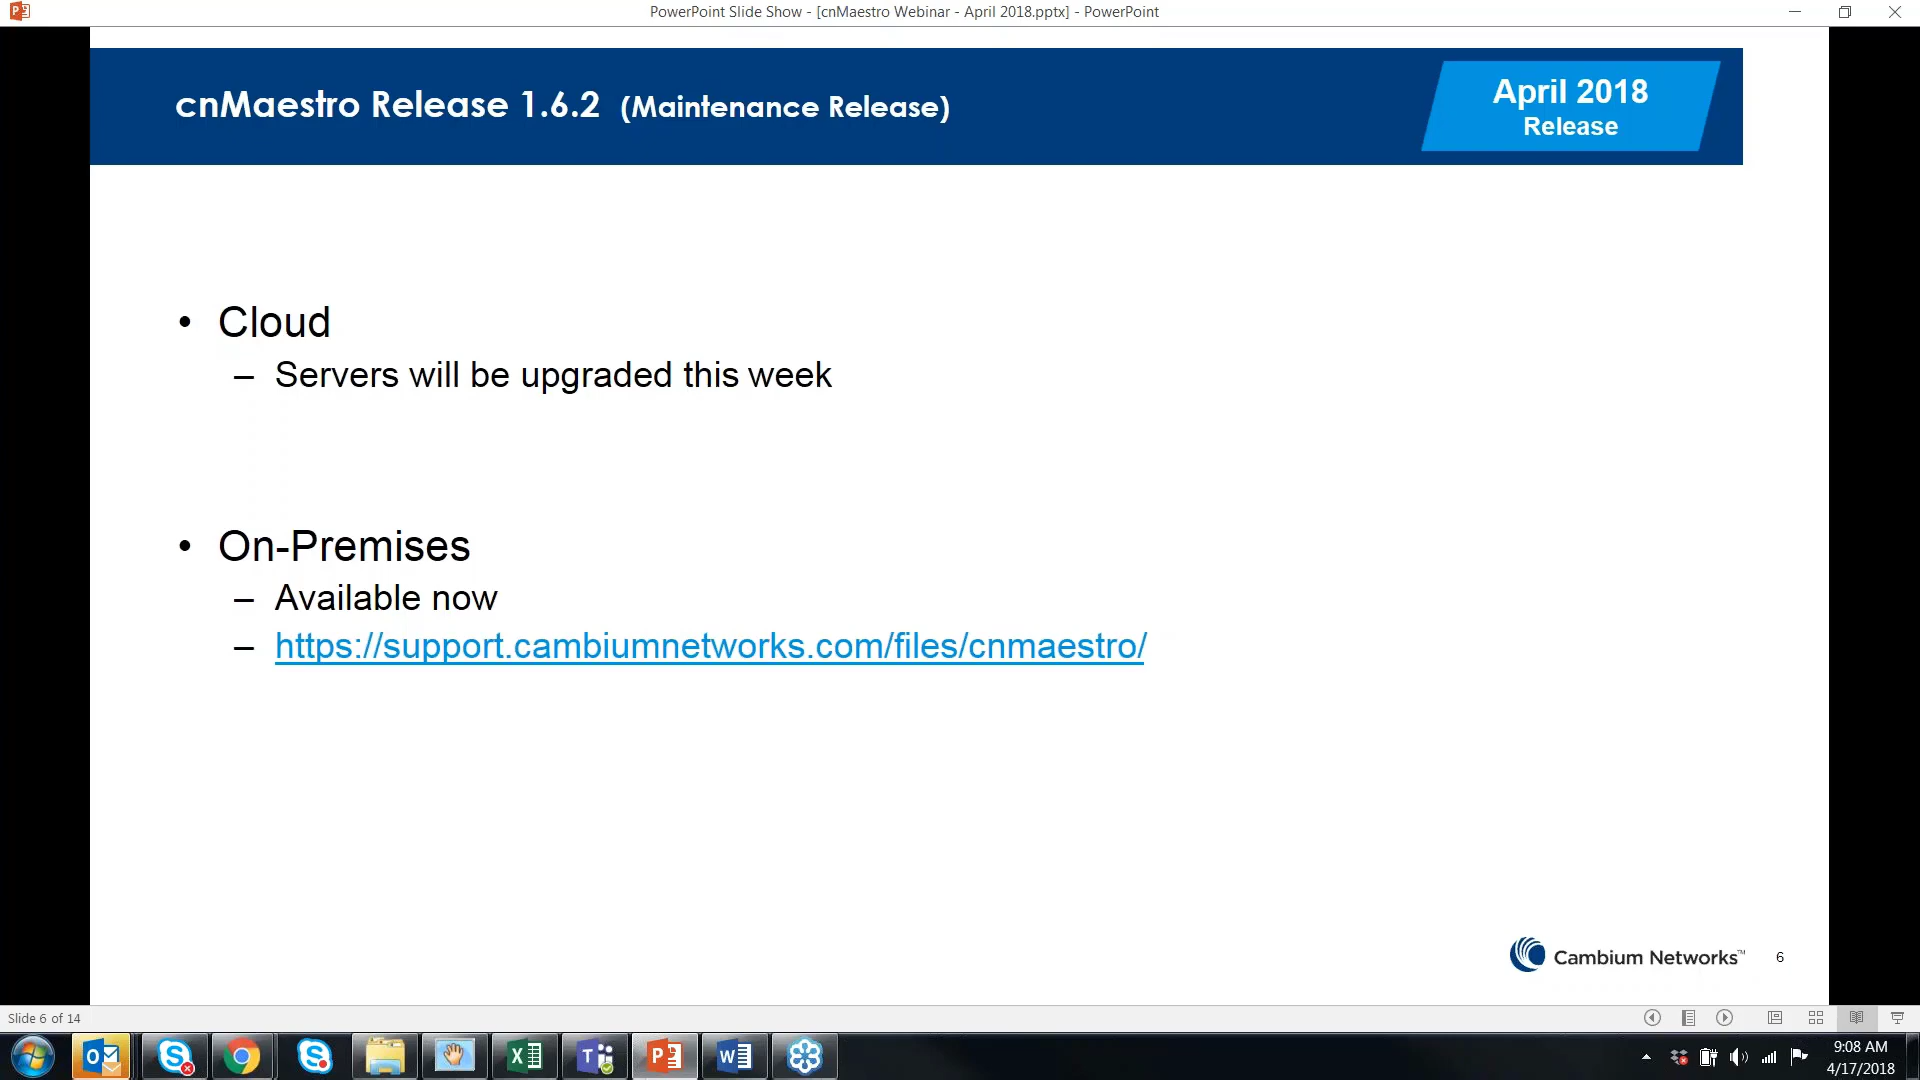 PowerPoint Slide Show - [cnMaestro Webinar - April 2018.pptx] - PowerPoint
cnMaestro Release 1.6.2 (Maintenance Release)
April 2018
Release
• Cloud
– Servers will be upgraded this week
• On-Premises
– Available now
– https://support.cambiumnetworks.com/files/cnmaestro/
Cambium Networks™ 6
Slide 6 of 14
9:08 AM
4/17/2018